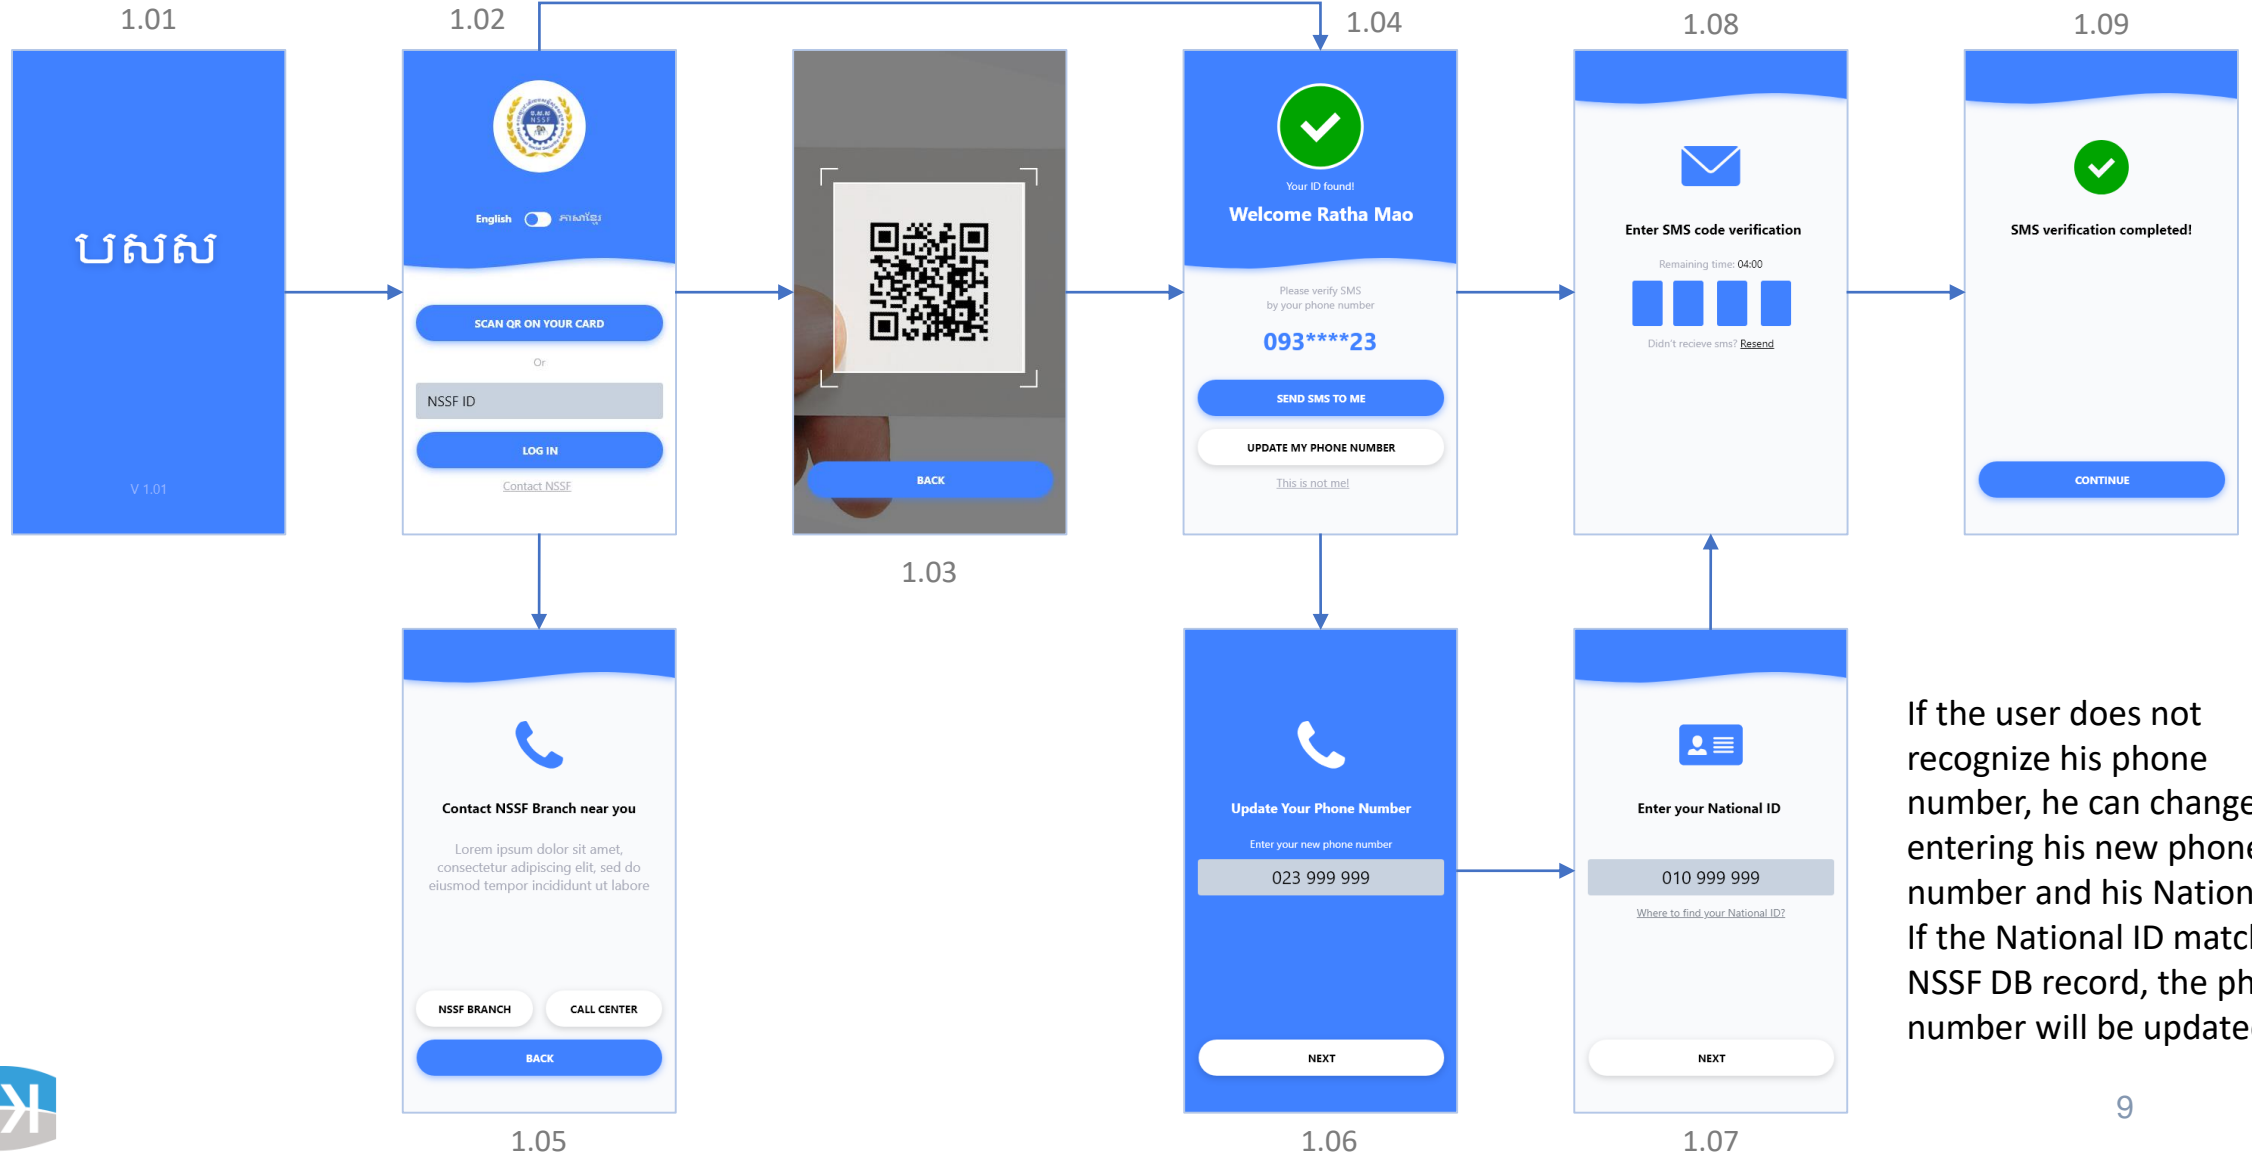 1.01
1.02
1.04
1.08
1.09
បសស
V 1.01
ប.ស.ស
NSSF
English ភាសាខ្មែរ
SCAN QR ON YOUR CARD
Or
NSSF ID
LOG IN
Contact NSSF
BACK
1.03
Your ID found!
Welcome Ratha Mao
Please verify SMS
by your phone number
093****23
SEND SMS TO ME
UPDATE MY PHONE NUMBER
This is not me!
Enter SMS code verification
Remaining time: 04:00
Didn't recieve sms? Resend
SMS verification completed!
CONTINUE
Contact NSSF Branch near you
Lorem ipsum dolor sit amet,
consectetur adipiscing elit, sed do
eiusmod tempor incididunt ut labore
NSSF BRANCH CALL CENTER
BACK
1.05
Update Your Phone Number
Enter your new phone number
023 999 999
NEXT
1.06
Enter your National ID
010 999 999
Where to find your National ID?
NEXT
1.07
If the user does not
recognize his phone
number, he can change
entering his new phone
number and his Nation
If the National ID match
NSSF DB record, the ph
number will be update
9
K